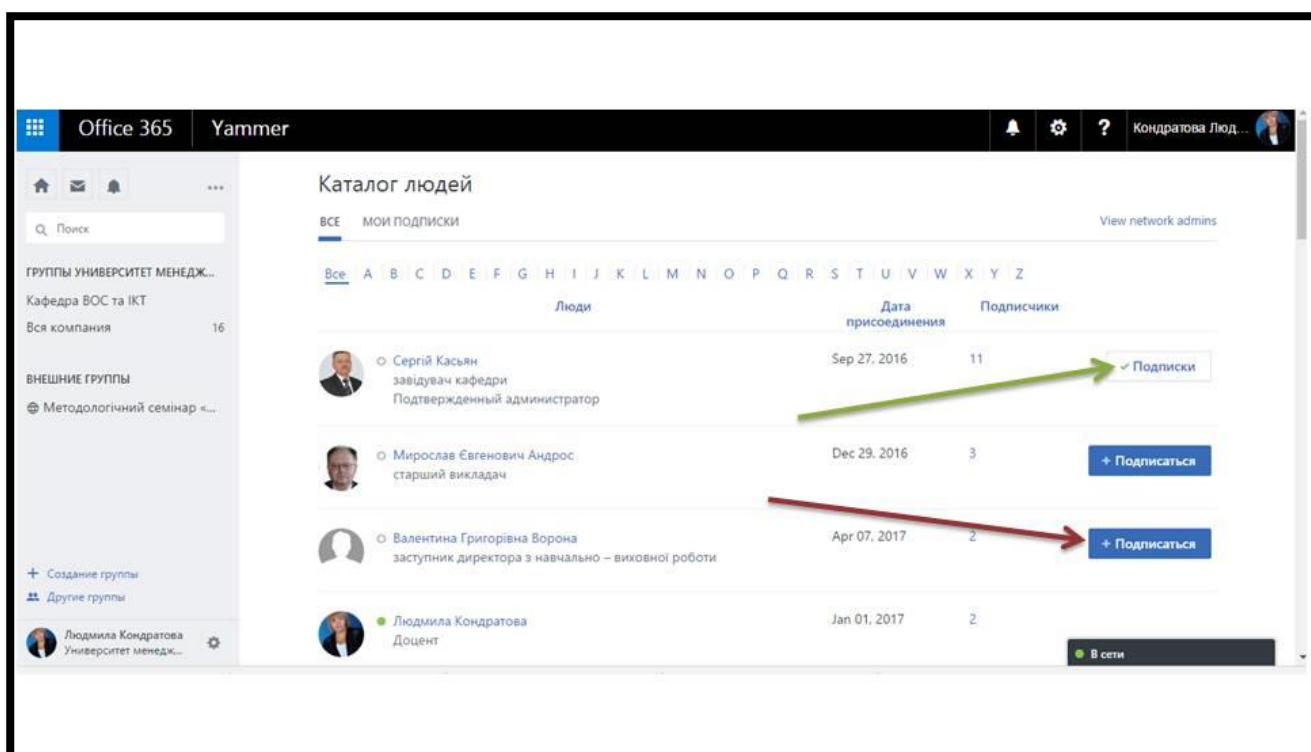 Office 365 Yammer ? Кондратова Люд...
Каталог людей
ВСЕ МОИ ПОДПИСКИ View network admins
Поиск
ГРУППЫ УНИВЕРСИТЕТ МЕНЕДЖ...
Кафедра ВОС та ІКТ
Вся компания 16
ВНЕШНИЕ ГРУППЫ
Методологічний семінар «...
+ Создание группы
Другие группы
Людмила Кондратова
Университет менедж...
Все A B C D E F G H I J K L M N O P Q R S T U V W X Y Z
Люди Дата присоединения Подписчики
Сергій Касьян Sep 27, 2016 11 Подписки
завідувач кафедри
Подтвержденный администратор
Мирослав Євгенович Андрос Dec 29, 2016 3 + Подписаться
старший викладач
Валентина Григорівна Ворона Apr 07, 2017 2 + Подписаться
заступник директора з навчально – виховної роботи
Людмила Кондратова Jan 01, 2017 2
Доцент
В сети